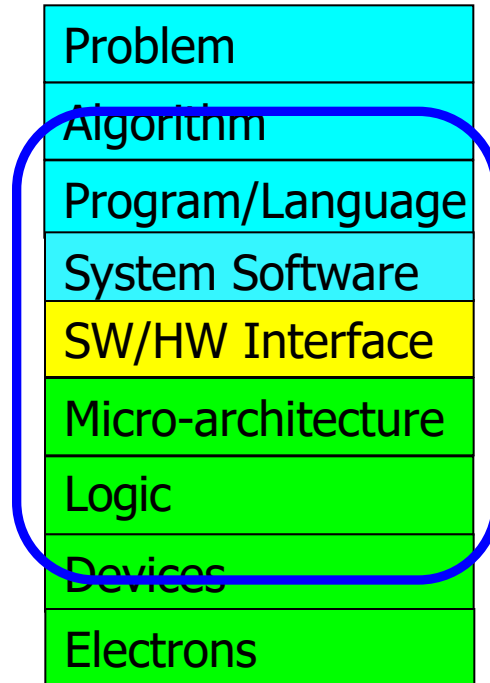 Problem
Algorithm
Program/Language
System Software
SW/HW Interface
Micro-architecture
Logic
Devices
Electrons